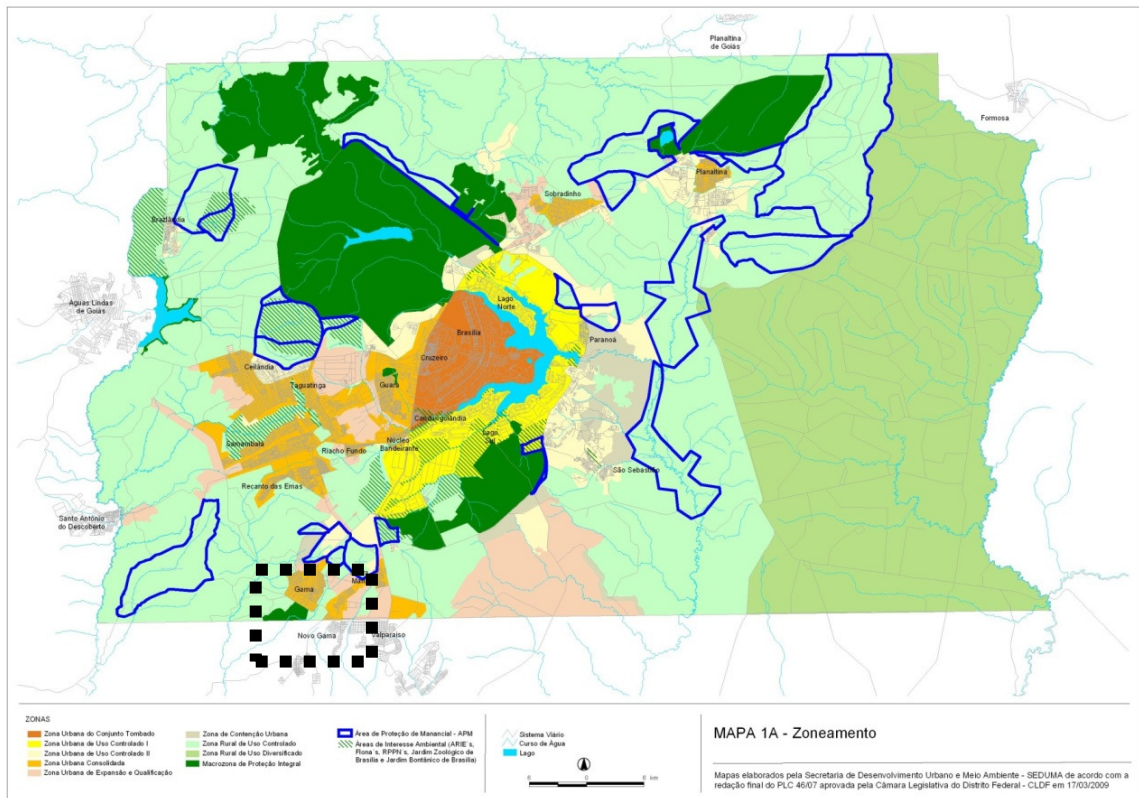 Planaltina
de Goiás
Formosa
Planaltina
Sobradinho
Brazlândia
Águas Lindas
de Goiás
Lago
Norte
Brasília
Paranoá
Cruzeiro
Ceilândia
Taguatinga
Guará
Candangolândia
Lago
Sul
Núcleo
Bandeirante
Samambaia
Riacho Fundo
São Sebastião
Recanto das Emas
Santo Antônio
do Descoberto
Gama
Novo Gama
Valparaíso
ZONAS
Zona Urbana do Conjunto Tombado
Zona Urbana de Uso Controlado I
Zona Urbana de Uso Controlado II
Zona Urbana Consolidada
Zona Urbana de Expansão e Qualificação
Zona de Contenção Urbana
Zona Rural de Uso Controlado
Zona Rural de Uso Diversificado
Macrozona de Proteção Integral
Área de Proteção de Manancial - APM
Áreas de Interesse Ambiental (ARIE´s,
Flona´s, RPPN´s, Jardim Zoológico de
Brasília e Jardim Bontânico de Brasília)
Sistema Viário
Curso de Água
Lago
6 0 6 km
MAPA 1A - Zoneamento
Mapas elaborados pela Secretaria de Desenvolvimento Urbano e Meio Ambiente - SEDUMA de acordo com a
redação final do PLC 46/07 aprovada pela Câmara Legislativa do Distrito Federal - CLDF em 17/03/2009